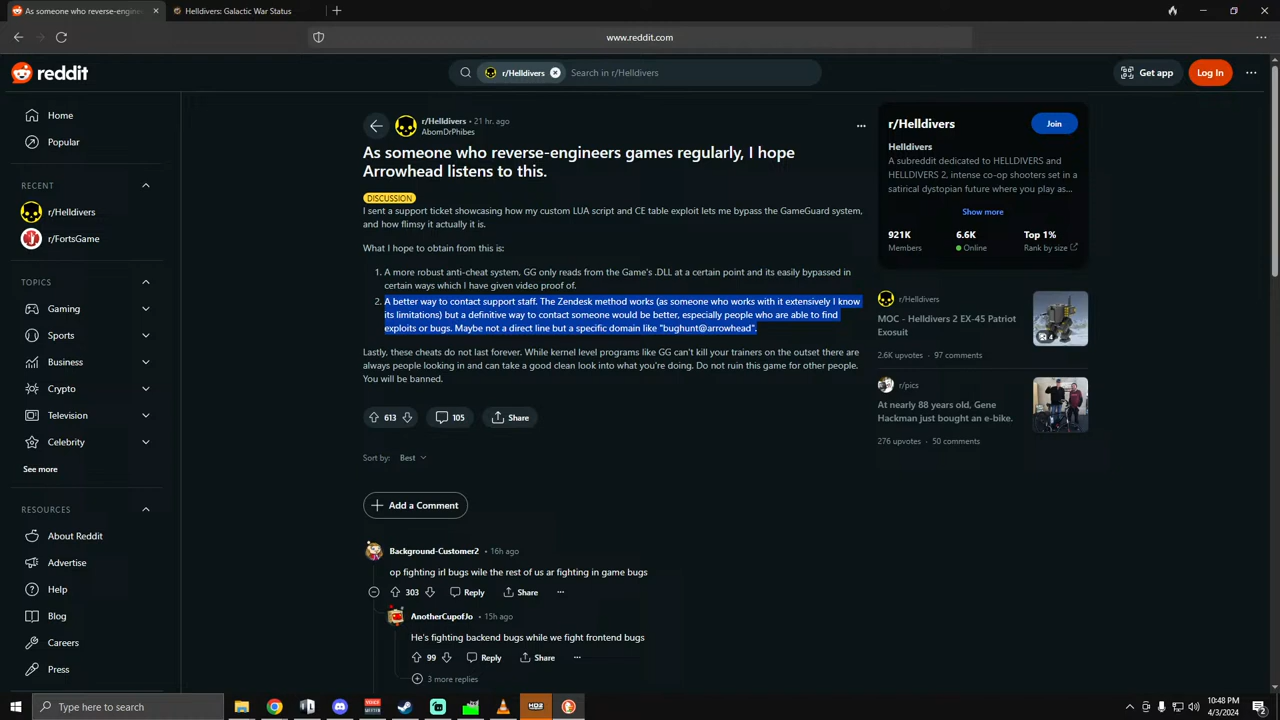 As someone who reverse-engine
Helldivers: Galactic War Status
www.reddit.com
reddit
r/Helldivers
Search in r/Helldivers
Get app
Log In
Home
Popular
RECENT
r/Helldivers
r/FortsGame
TOPICS
Gaming
Sports
Business
Crypto
Television
Celebrity
See more
RESOURCES
About Reddit
Advertise
Help
Blog
Careers
Press
r/Helldivers • 21 hr. ago
AbomDrPhibes
As someone who reverse-engineers games regularly, I hope
Arrowhead listens to this.
DISCUSSION
I sent a support ticket showcasing how my custom LUA script and CE table exploit lets me bypass the GameGuard system,
and how flimsy it actually it is.
What I hope to obtain from this is:
1. A more robust anti-cheat system, GG only reads from the Game's .DLL at a certain point and its easily bypassed in
certain ways which I have given video proof of.
2. A better way to contact support staff. The Zendesk method works (as someone who works with it extensively I know
its limitations) but a definitive way to contact someone would be better, especially people who are able to find
exploits or bugs. Maybe not a direct line but a specific domain like "bughunt@arrowhead".
Lastly, these cheats do not last forever. While kernel level programs like GG can't kill your trainers on the outset there are
always people looking in and can take a good clean look into what you're doing. Do not ruin this game for other people.
You will be banned.
613
105
Share
Sort by: Best
Add a Comment
Background-Customer2 • 16h ago
op fighting irl bugs wile the rest of us ar fighting in game bugs
303
Reply
Share
AnotherCupofJo • 15h ago
He's fighting backend bugs while we fight frontend bugs
99
Reply
Share
3 more replies
r/Helldivers
Join
Helldivers
A subreddit dedicated to HELLDIVERS and
HELLDIVERS 2, intense co-op shooters set in a
satirical dystopian future where you play as...
Show more
921K
6.6K
Top 1%
Members
Online
Rank by size
r/Helldivers
MOC - Helldivers 2 EX-45 Patriot
Exosuit
4
2.6K upvotes • 97 comments
r/pics
At nearly 88 years old, Gene
Hackman just bought an e-bike.
276 upvotes • 50 comments
Type here to search
VOICE
HD2
10:48 PM
4/3/2024
2